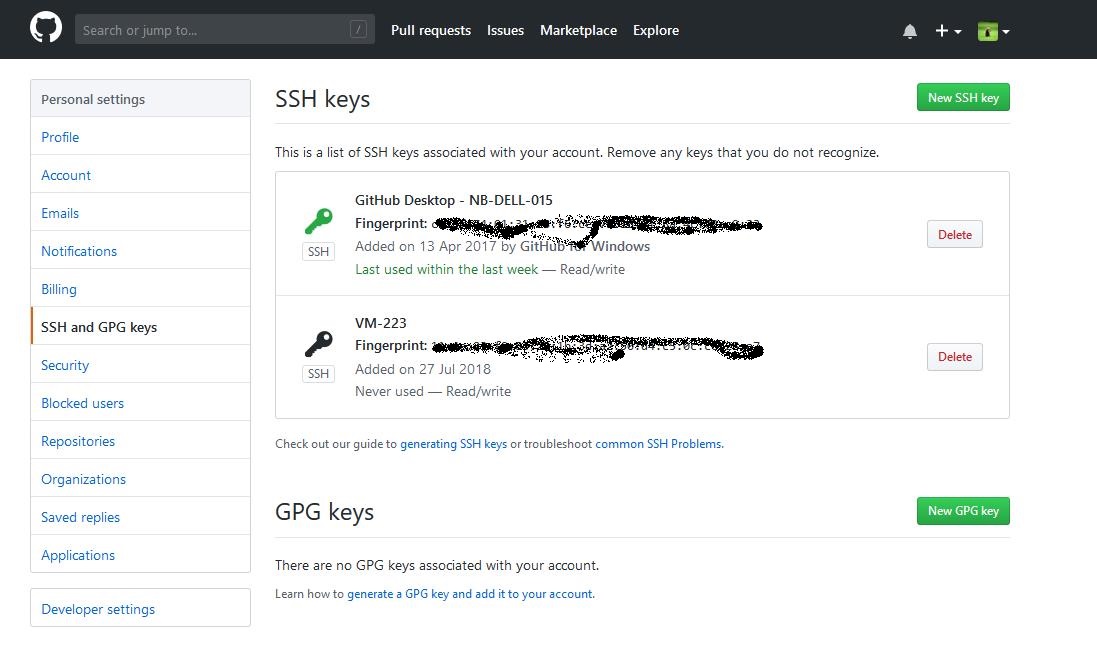 Search or jump to...
/
Pull requests
Issues
Marketplace
Explore
Personal settings
Profile
Account
Emails
Notifications
Billing
SSH and GPG keys
Security
Blocked users
Repositories
Organizations
Saved replies
Applications
Developer settings
SSH keys
New SSH key
This is a list of SSH keys associated with your account. Remove any keys that you do not recognize.
GitHub Desktop - NB-DELL-015
Fingerprint:
Added on 13 Apr 2017 by GitHub for Windows
Last used within the last week — Read/write
SSH
Delete
VM-223
Fingerprint:
Added on 27 Jul 2018
Never used — Read/write
SSH
Delete
Check out our guide to generating SSH keys or troubleshoot common SSH Problems.
GPG keys
New GPG key
There are no GPG keys associated with your account.
Learn how to generate a GPG key and add it to your account.